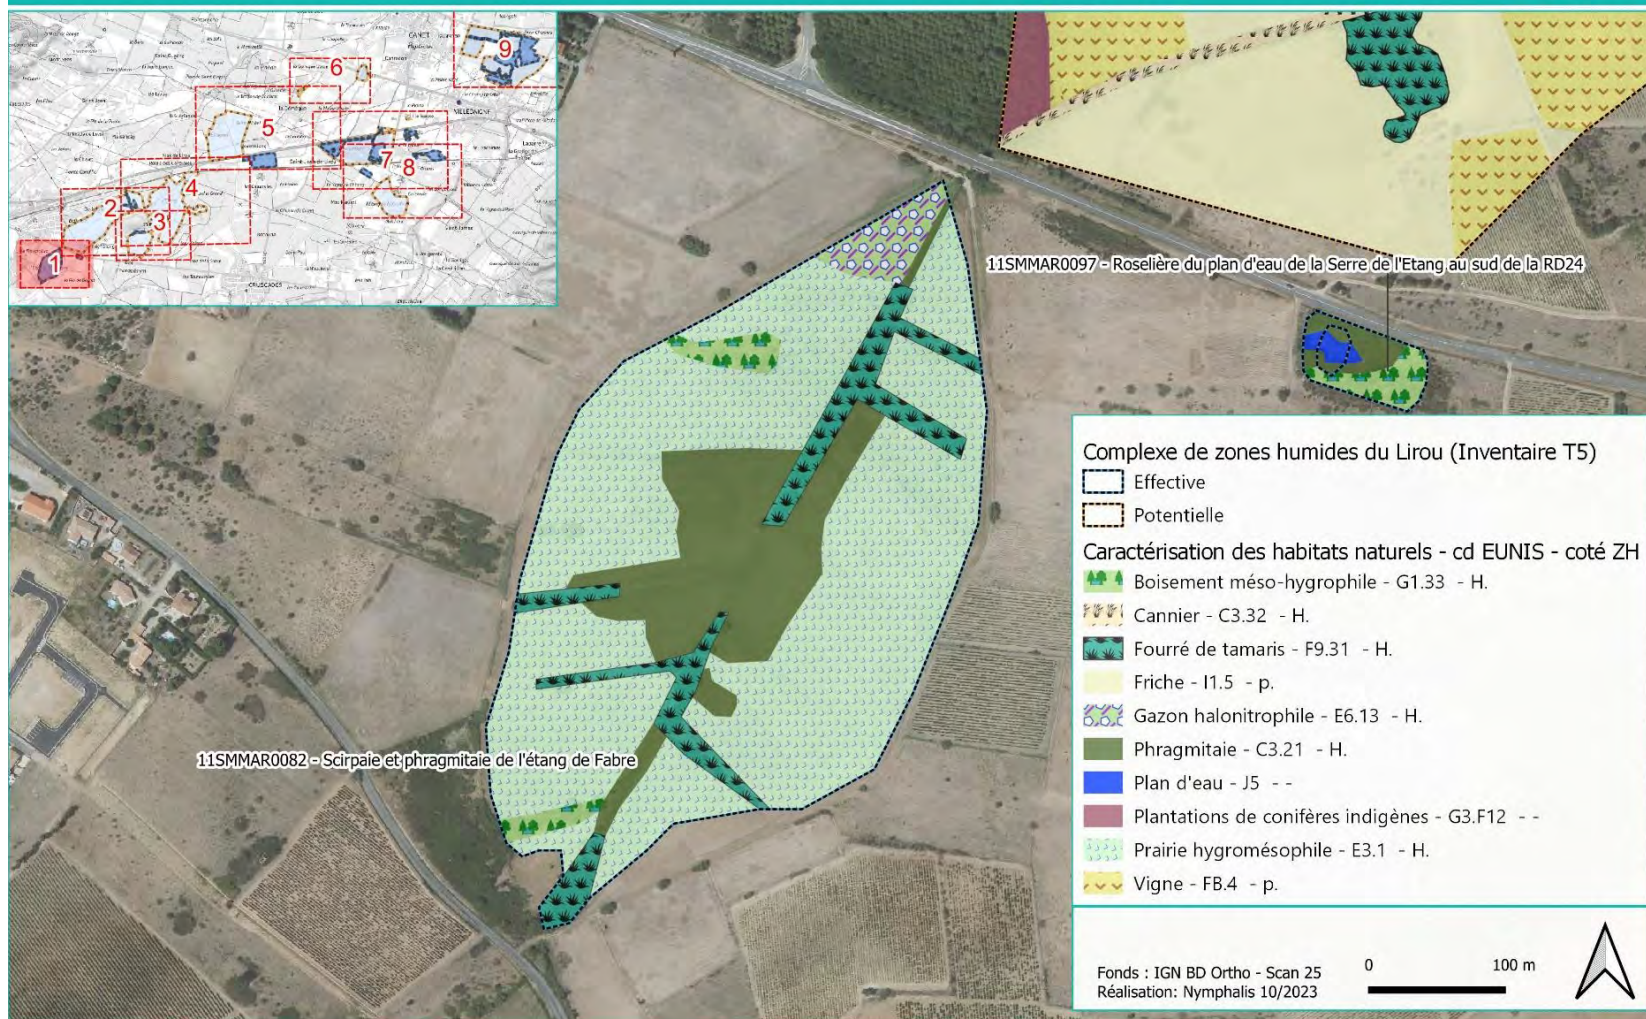 CANET
1
2
3
4
5
6
7
8
9
CRUSCADES
11SMMAR0097 - Roselière du plan d'eau de la Serre de l'Etang au sud de la RD24
11SMMAR0082 - Scirpaie et phragmitaie de l'étang de Fabre
Complexe de zones humides du Lirou (Inventaire T5)
Effective
Potentielle
Caractérisation des habitats naturels - cd EUNIS - coté ZH
Boisement méso-hygrophile - G1.33 - H.
Cannier - C3.32 - H.
Fourré de tamaris - F9.31 - H.
Friche - I1.5 - p.
Gazon halonitrophile - E6.13 - H.
Phragmitaie - C3.21 - H.
Plan d'eau - J5 - -
Plantations de conifères indigènes - G3.F12 - -
Prairie hygromésophile - E3.1 - H.
Vigne - FB.4 - p.
Fonds : IGN BD Ortho - Scan 25
Réalisation: Nymphalis 10/2023
0 100 m